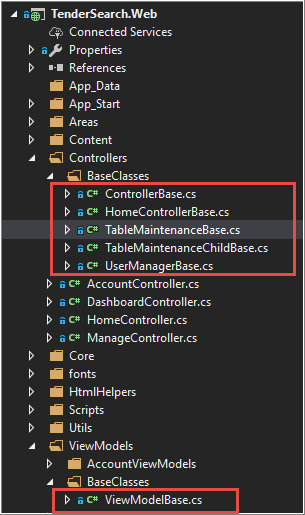 TenderSearch.Web
Connected Services
Properties
References
App_Data
App_Start
Areas
Content
Controllers
BaseClasses
C# ControllerBase.cs
C# HomeControllerBase.cs
C# TableMaintenanceBase.cs
C# TableMaintenanceChildBase.cs
C# UserManagerBase.cs
C# AccountController.cs
C# DashboardController.cs
C# HomeController.cs
C# ManageController.cs
Core
fonts
HtmlHelpers
Scripts
Utils
ViewModels
AccountViewModels
BaseClasses
C# ViewModelBase.cs